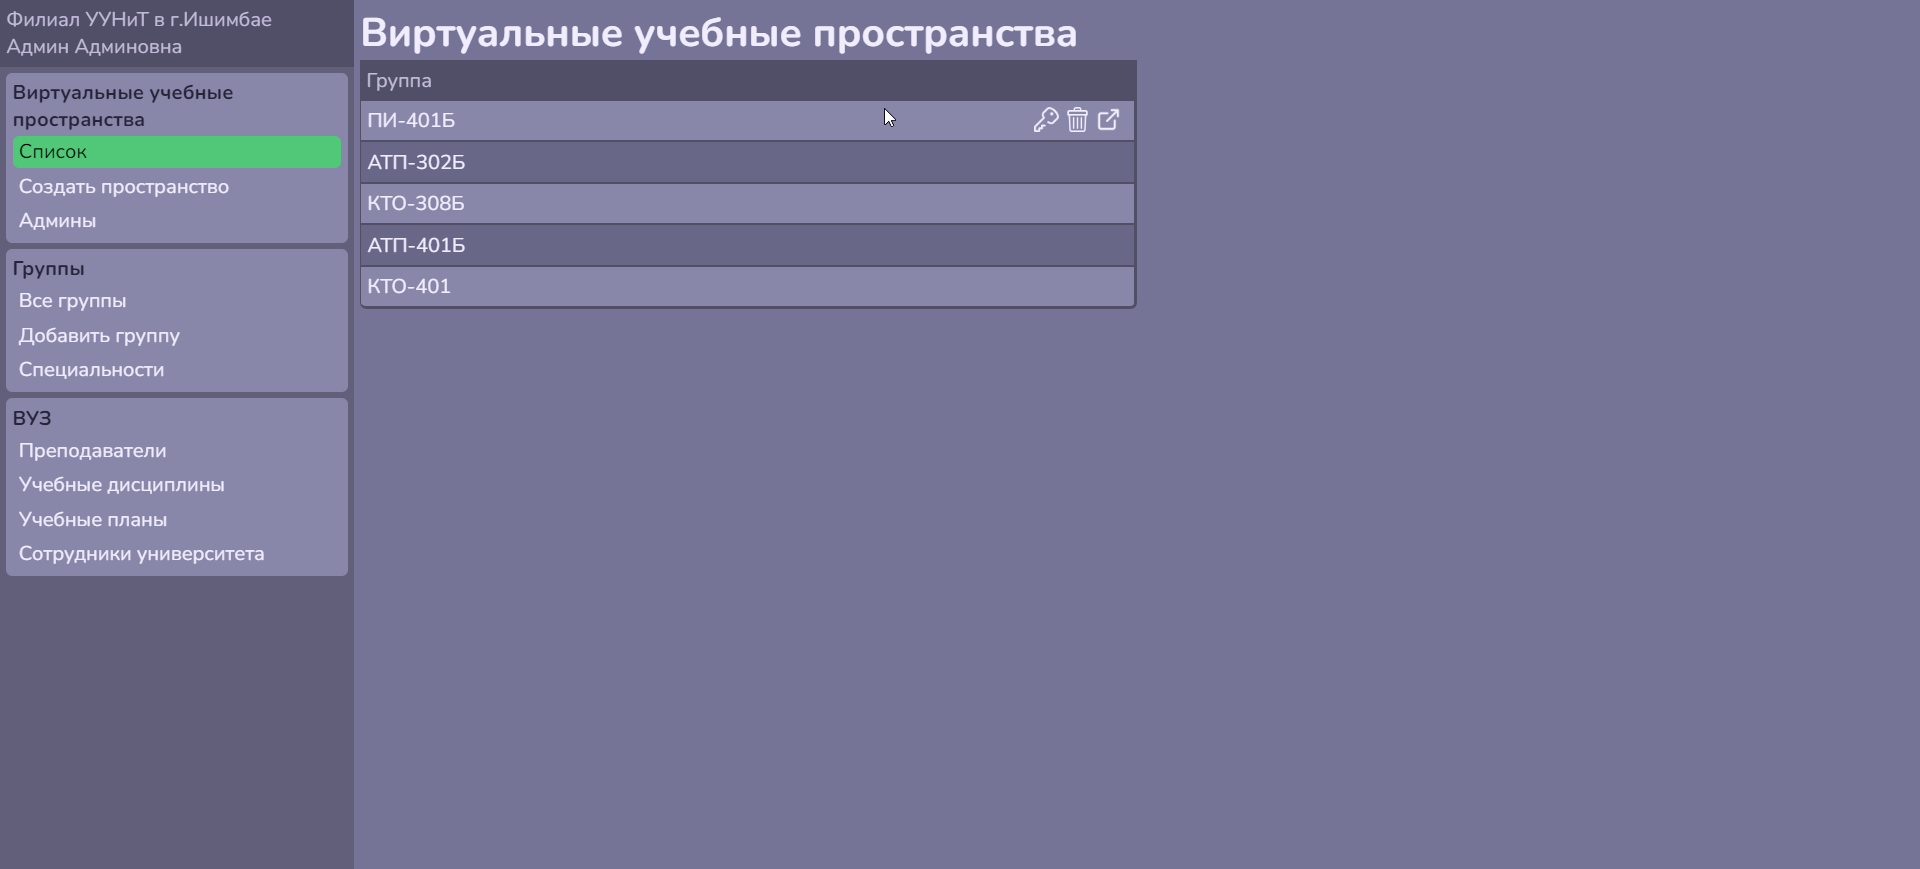 Филиал УУНиТ в г.Ишимбае
Админ Админовна
Виртуальные учебные
пространства
Список
Создать пространство
Админы
Группы
Все группы
Добавить группу
Специальности
ВУЗ
Преподаватели
Учебные дисциплины
Учебные планы
Сотрудники университета
Виртуальные учебные пространства
Группа
ПИ-401Б
АТП-302Б
КТО-308Б
АТП-401Б
КТО-401